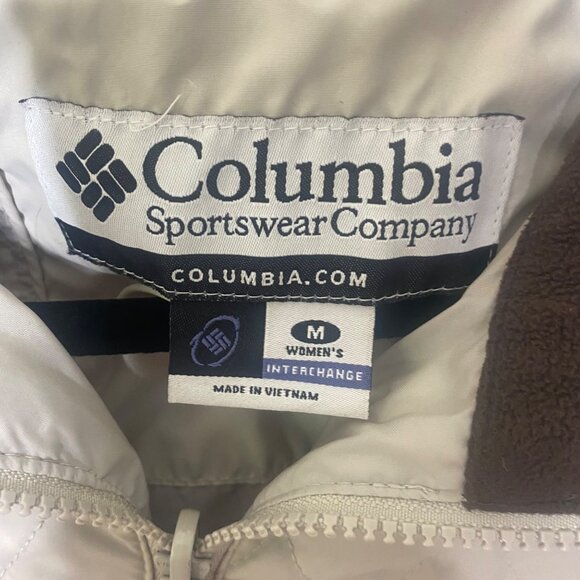 Columbia
Sportswear Company
COLUMBIA.COM
M
WOMEN'S
INTERCHANGE
MADE IN VIETNAM